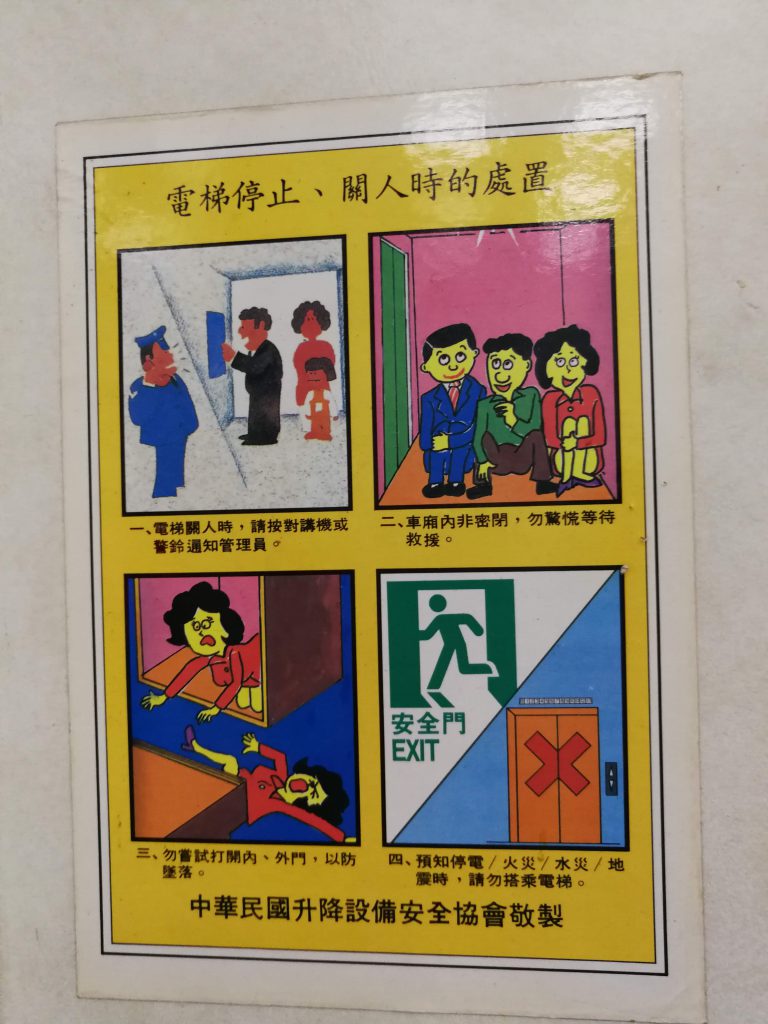 電梯停止、關人時的處置
一、電梯關人時，請按對講機或
警鈴通知管理員。
二、車廂內非密閉，勿驚慌等待
救援。
安全門
EXIT
三、勿嘗試打開內、外門，以防
墜落。
四、預知停電/火災/水災/地
震時，請勿搭乘電梯。
中華民國升降設備安全協會敬製